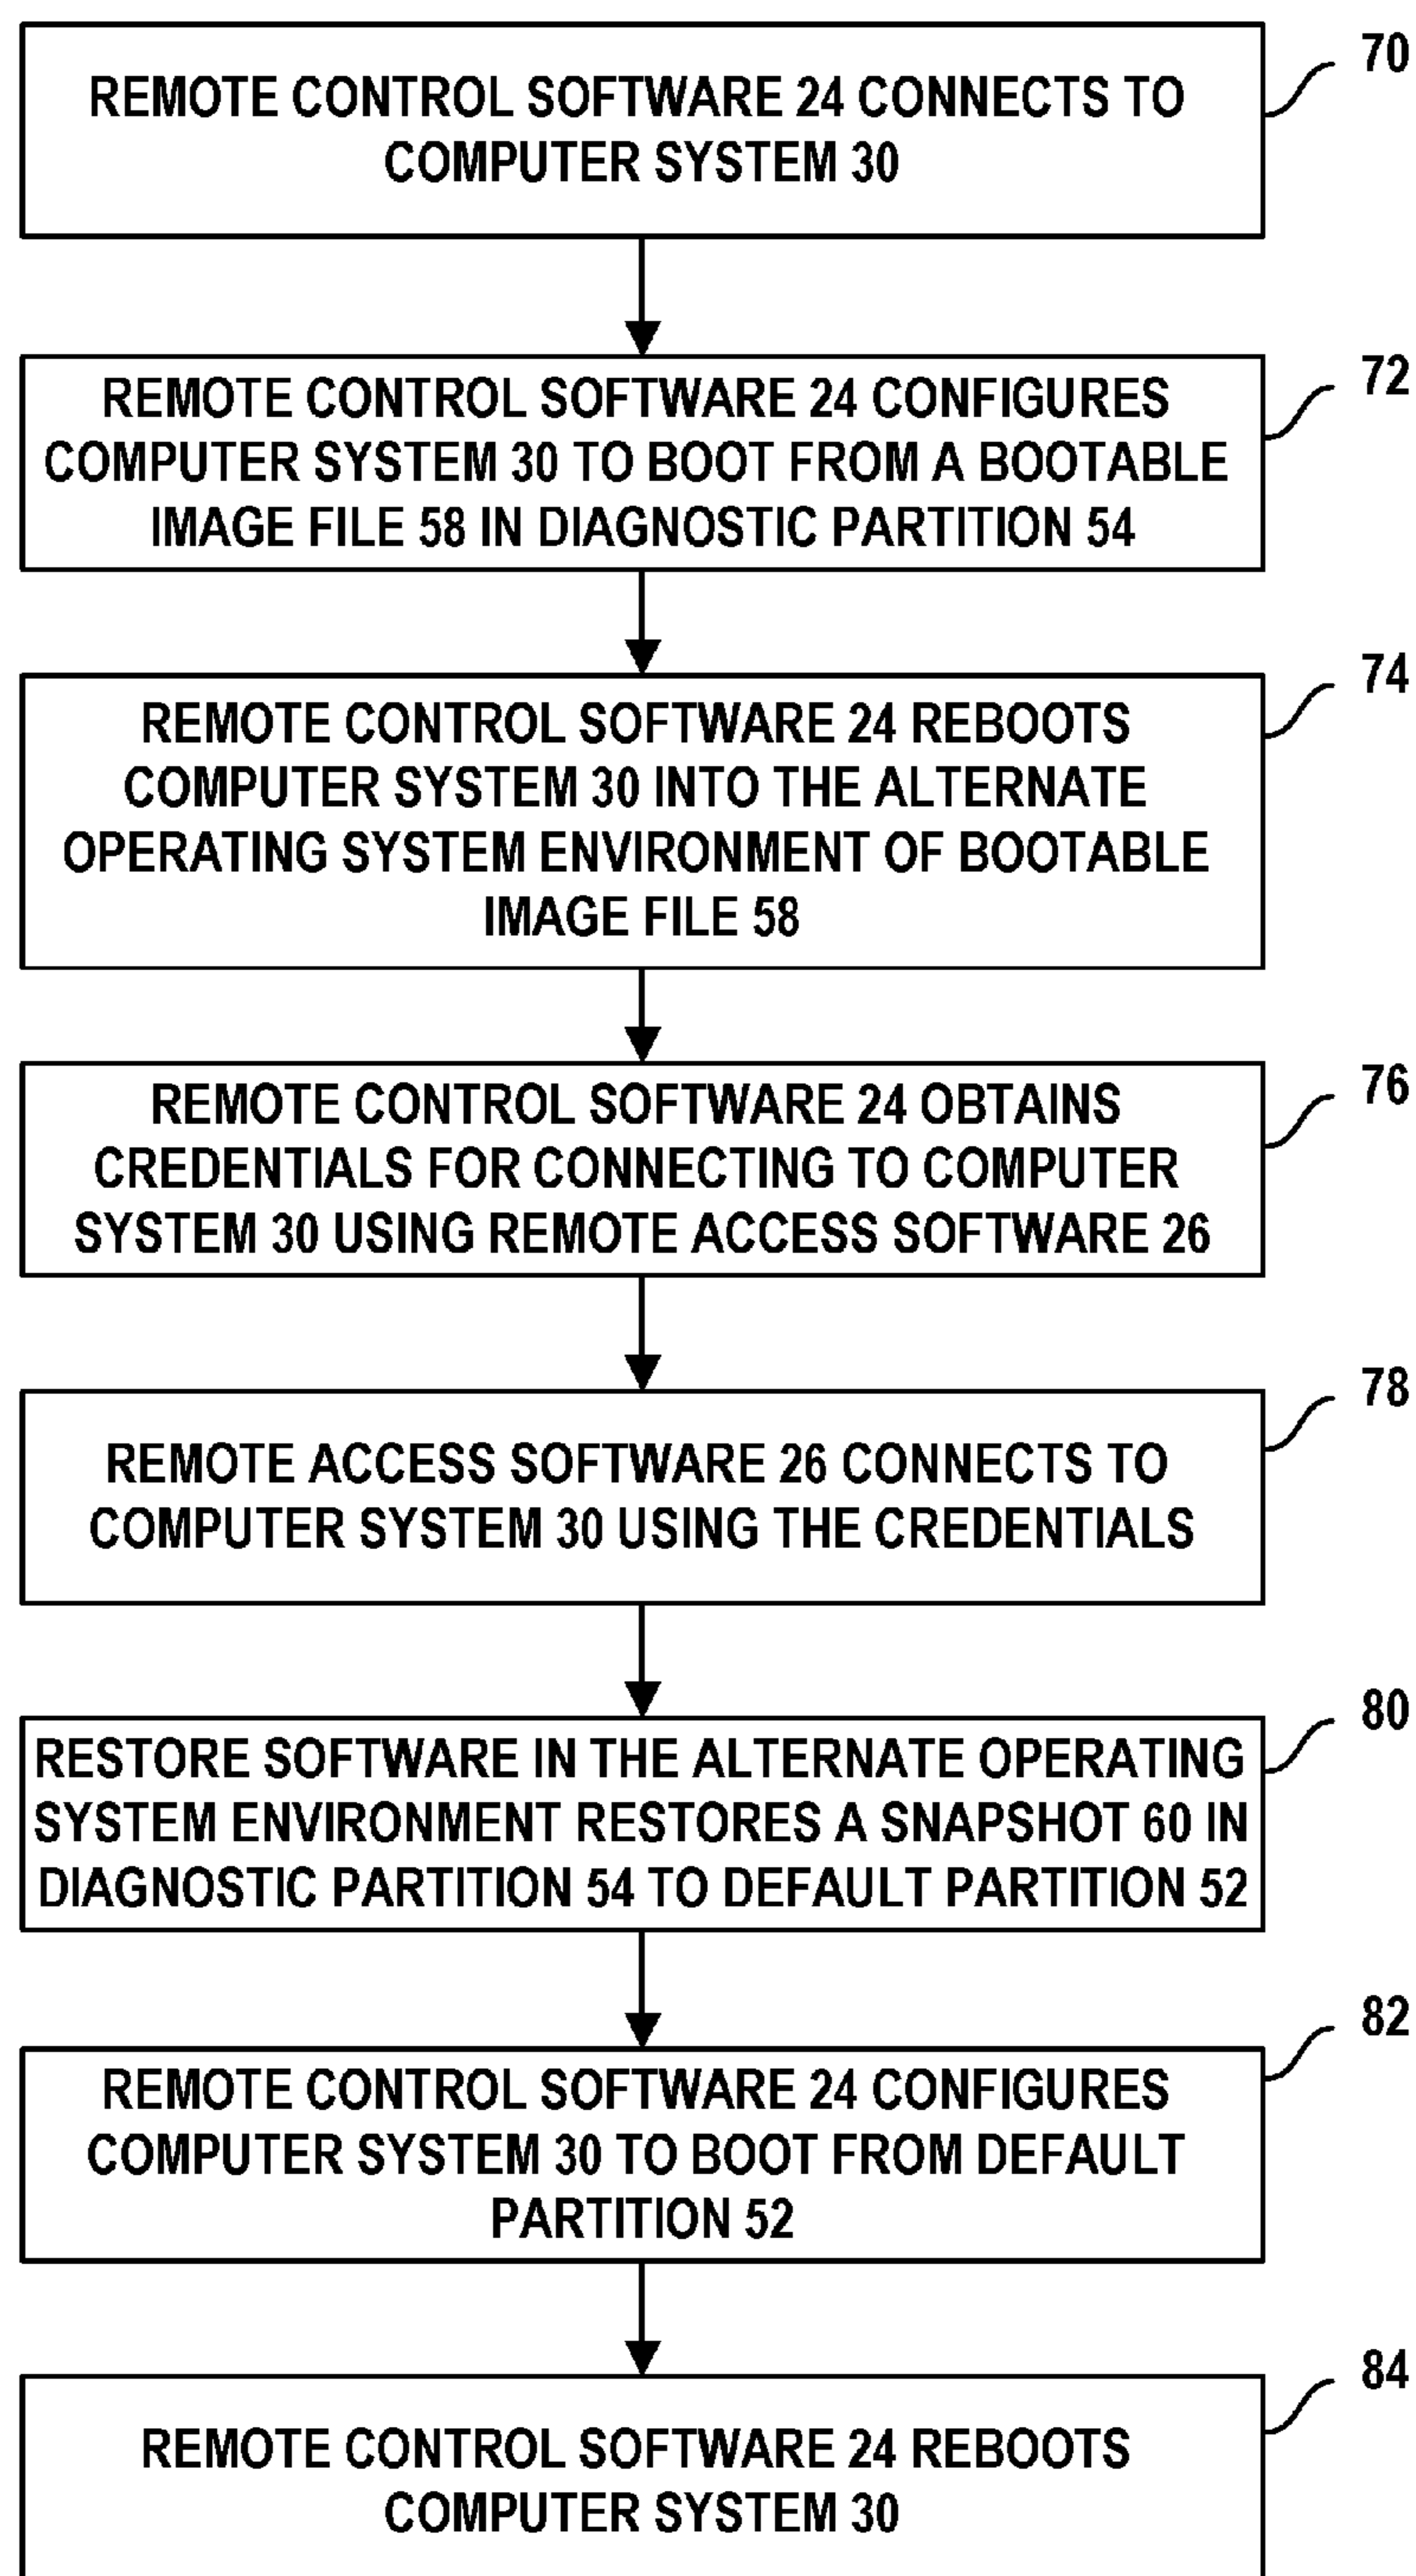 70
REMOTE CONTROL SOFTWARE 24 CONNECTS TO
COMPUTER SYSTEM 30
72
REMOTE CONTROL SOFTWARE 24 CONFIGURES
COMPUTER SYSTEM 30 TO BOOT FROM A BOOTABLE
IMAGE FILE 58 IN DIAGNOSTIC PARTITION 54
74
REMOTE CONTROL SOFTWARE 24 REBOOTS
COMPUTER SYSTEM 30 INTO THE ALTERNATE
OPERATING SYSTEM ENVIRONMENT OF BOOTABLE
IMAGE FILE 58
76
REMOTE CONTROL SOFTWARE 24 OBTAINS
CREDENTIALS FOR CONNECTING TO COMPUTER
SYSTEM 30 USING REMOTE ACCESS SOFTWARE 26
78
REMOTE ACCESS SOFTWARE 26 CONNECTS TO
COMPUTER SYSTEM 30 USING THE CREDENTIALS
80
RESTORE SOFTWARE IN THE ALTERNATE OPERATING
SYSTEM ENVIRONMENT RESTORES A SNAPSHOT 60 IN
DIAGNOSTIC PARTITION 54 TO DEFAULT PARTITION 52
82
REMOTE CONTROL SOFTWARE 24 CONFIGURES
COMPUTER SYSTEM 30 TO BOOT FROM DEFAULT
PARTITION 52
84
REMOTE CONTROL SOFTWARE 24 REBOOTS
COMPUTER SYSTEM 30